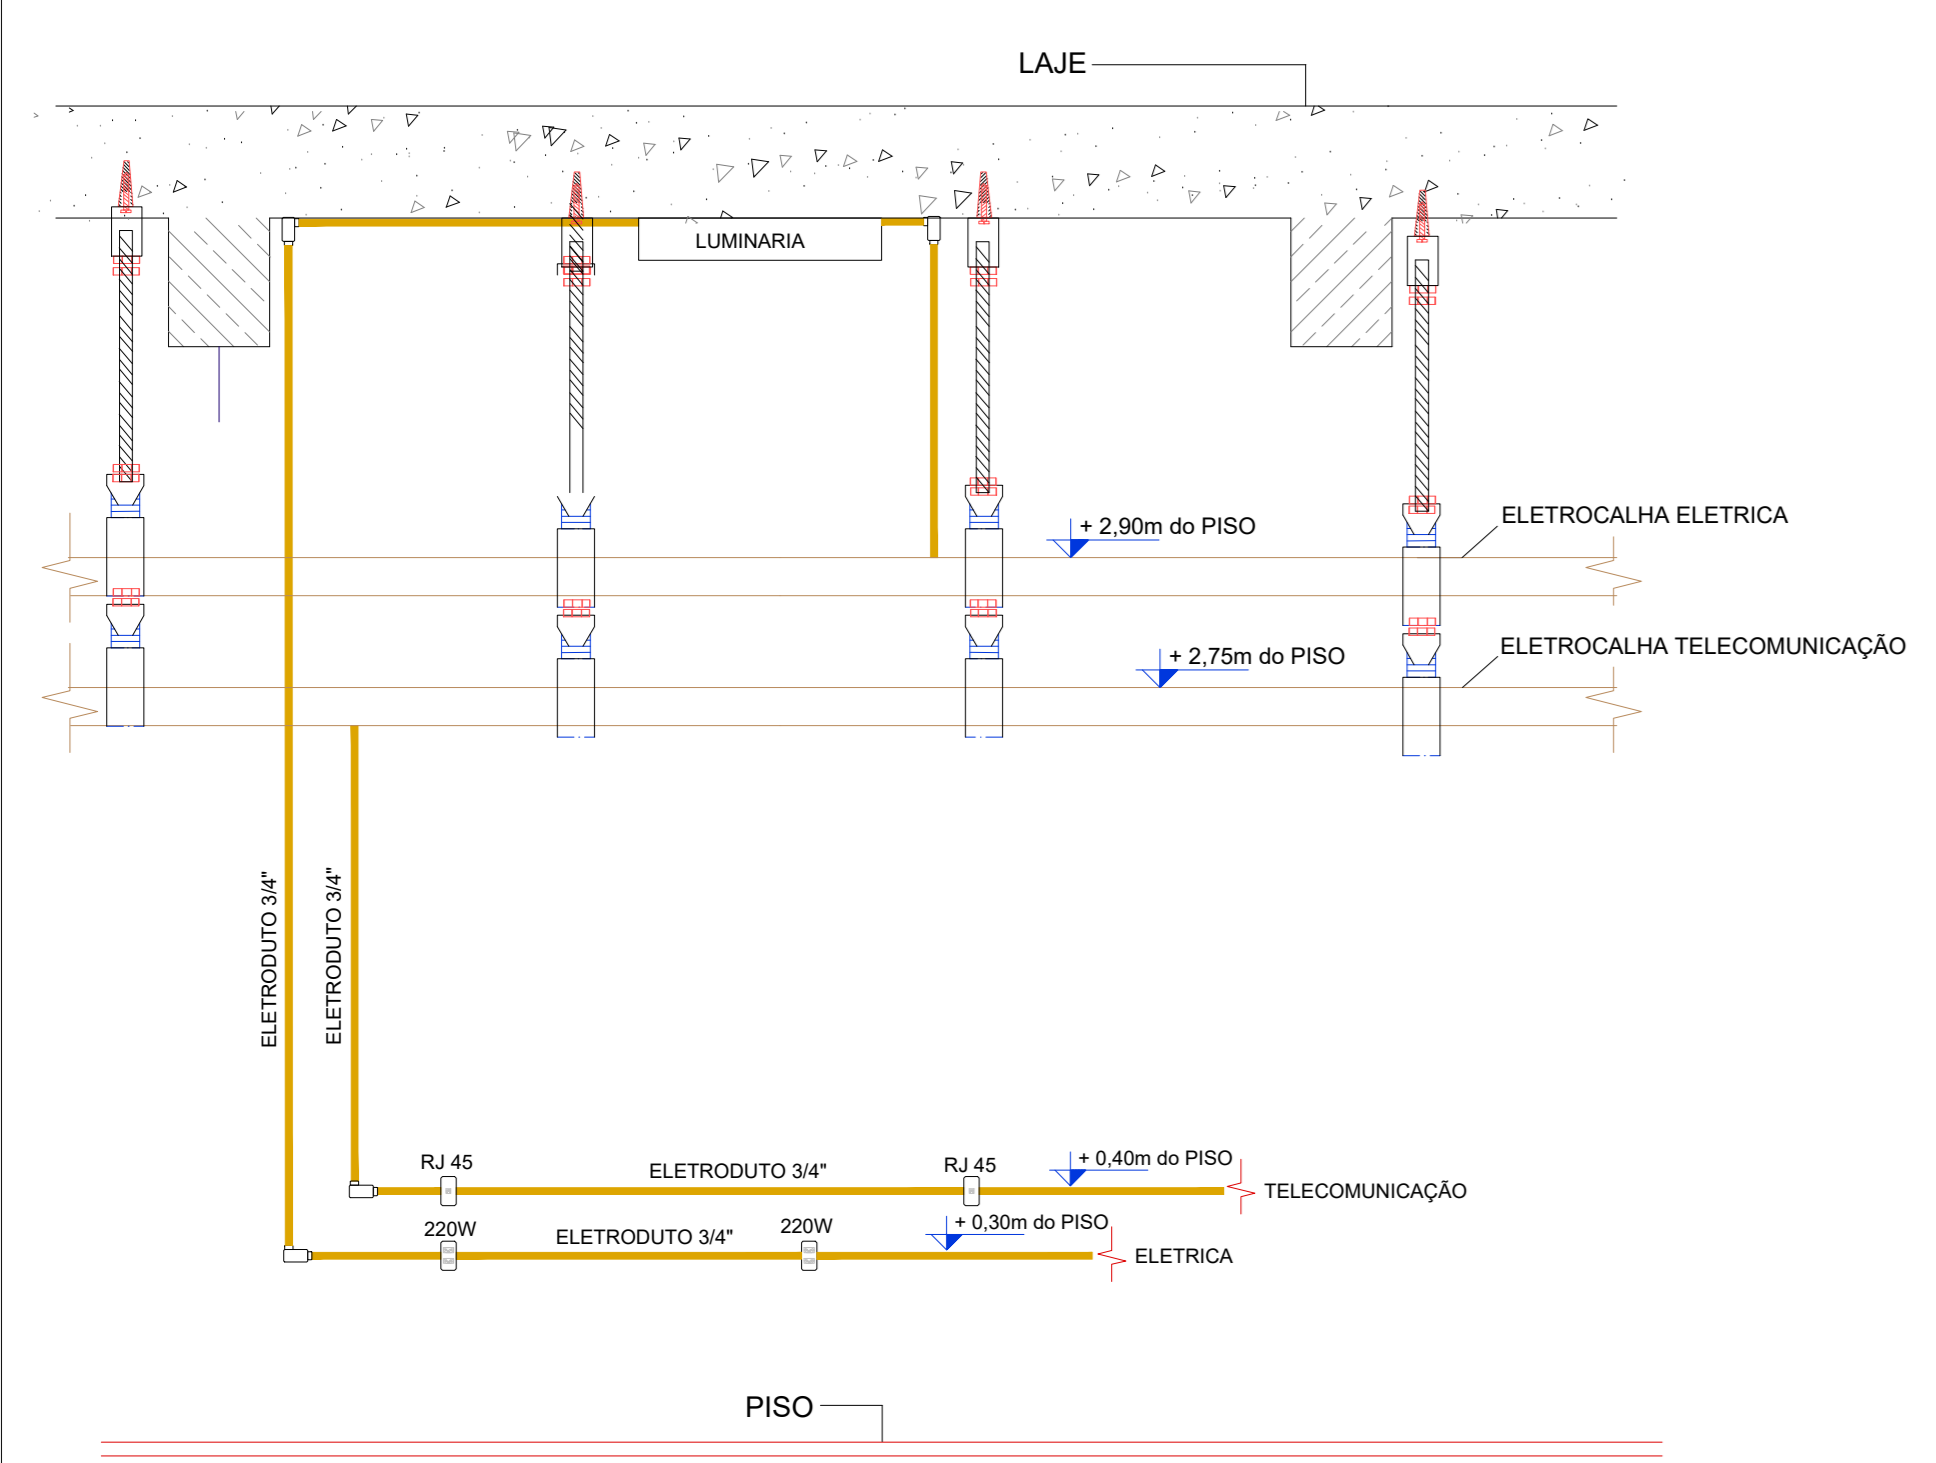 LAJE
LUMINARIA
+ 2,90m do PISO
ELETROCALHA ELETRICA
+ 2,75m do PISO
ELETROCALHA TELECOMUNICAÇÃO
ELETRODUTO 3/4"
ELETRODUTO 3/4"
RJ 45
ELETRODUTO 3/4"
RJ 45
+ 0,40m do PISO
TELECOMUNICAÇÃO
220W
ELETRODUTO 3/4"
220W
+ 0,30m do PISO
ELETRICA
PISO